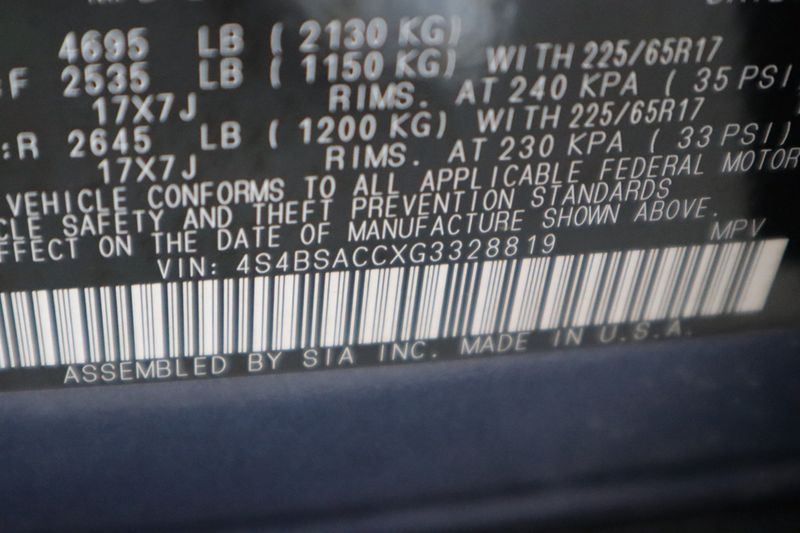 4695 LB ( 2130 KG)
F 2535 LB ( 1150 KG) WITH 225/65R17
17X7J RIMS. AT 240 KPA ( 35 PSI,
:R 2645 LB ( 1200 KG) WITH 225/65R17
17X7J RIMS. AT 230 KPA ( 33 PSI)
VEHICLE CONFORMS TO ALL APPLICABLE FEDERAL MOTOR
CLE SAFETY AND THEFT PREVENTION STANDARDS
FFECT ON THE DATE OF MANUFACTURE SHOWN ABOVE.
VIN: 4S4BSACCXG3328819 MPV
ASSEMBLED BY SIA INC. MADE IN U.S.A.